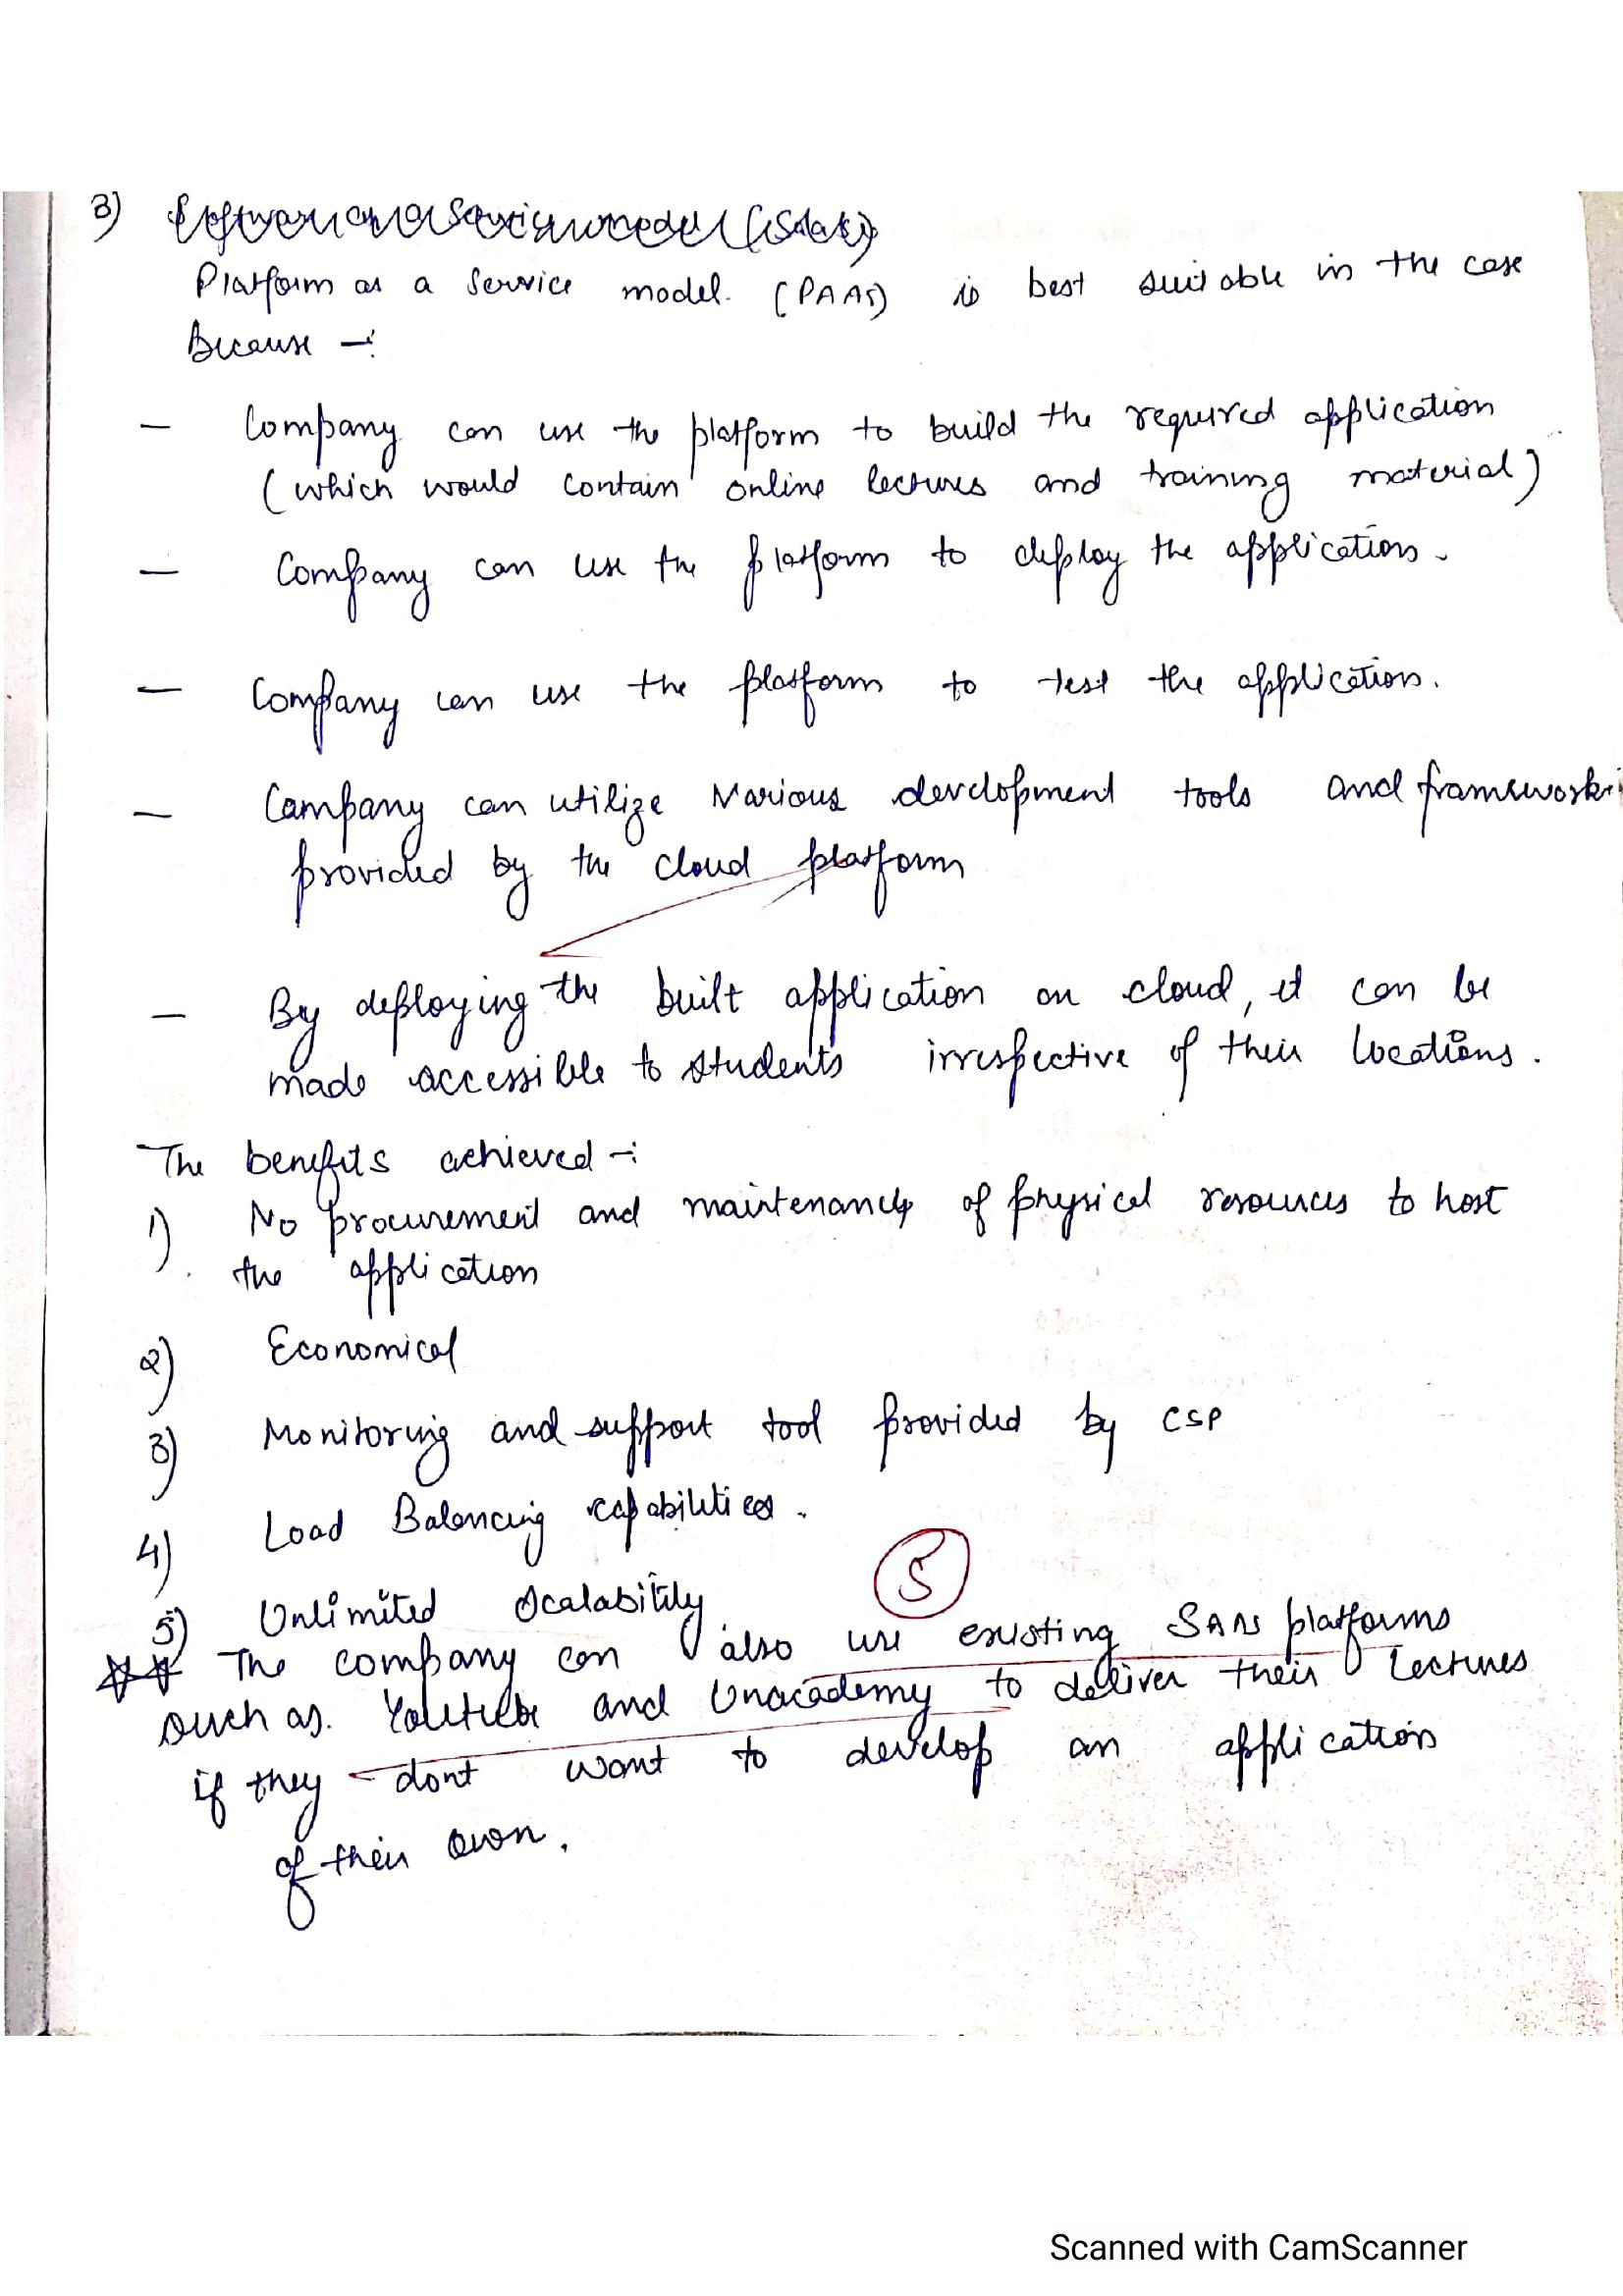 3) Software as a Service model (SAAS)
Platform as a Service model. (PAAS) is best suitable in the case
Because -:
- Company can use the platform to build the required application
(which would contain online lectures and training material)
- Company can use the platform to deploy the application.
- Company can use the platform to test the application.
- Company can utilize various development tools and frameworks
provided by the cloud platform
- By deploying the built application on cloud, it can be
made accessible to students irrespective of their locations.
The benefits achieved -:
1) No procurement and maintenance of physical resources to host
the application
2) Economical
3) Monitoring and support tool provided by CSP
4) Load Balancing capabilities.
5) Unlimited Scalability
5
** The company can also use existing SAAS platforms
such as. Youtube and Unacademy to deliver their lectures
if they dont want to develop an application
of their own.
Scanned with CamScanner